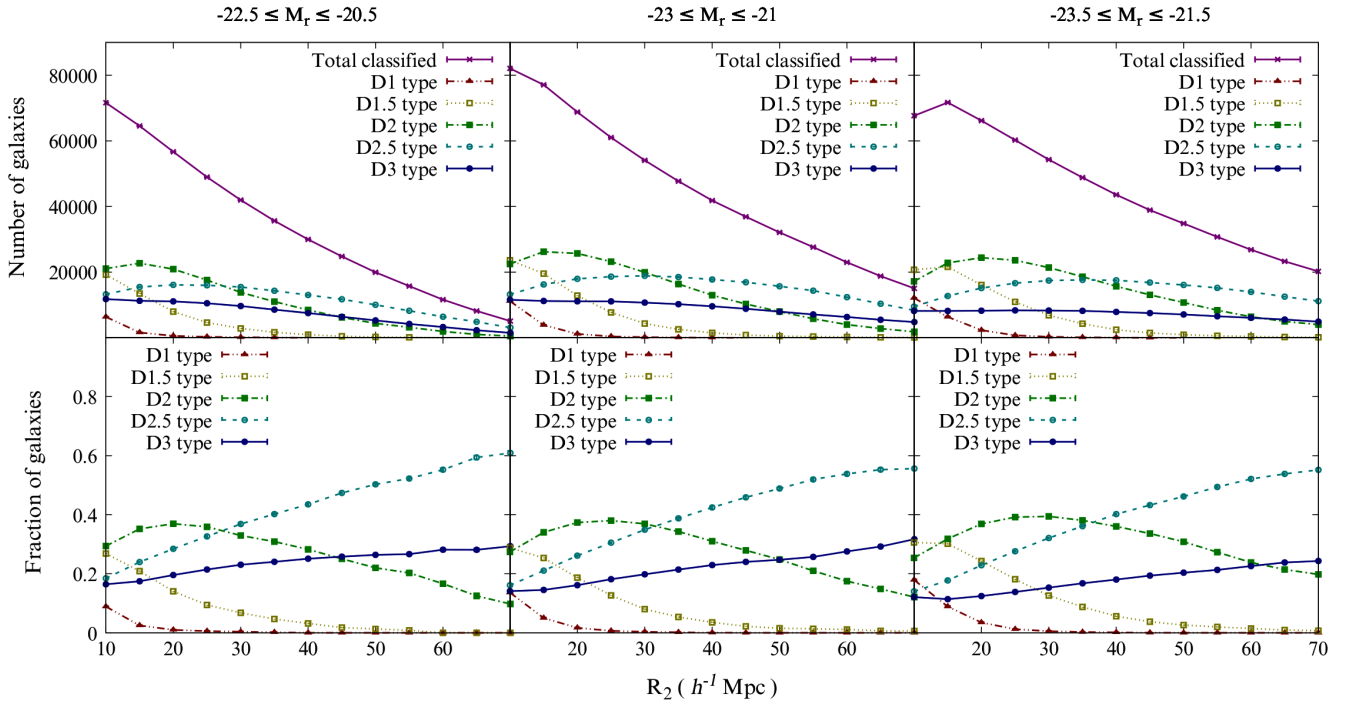 -22.5 ≤ Mr ≤ -20.5
-23 ≤ Mr ≤ -21
-23.5 ≤ Mr ≤ -21.5
Number of galaxies
80000
60000
40000
20000
Total classified
D1 type
D1.5 type
D2 type
D2.5 type
D3 type
Total classified
D1 type
D1.5 type
D2 type
D2.5 type
D3 type
Total classified
D1 type
D1.5 type
D2 type
D2.5 type
D3 type
Fraction of galaxies
0.8
0.6
0.4
0.2
0
D1 type
D1.5 type
D2 type
D2.5 type
D3 type
D1 type
D1.5 type
D2 type
D2.5 type
D3 type
D1 type
D1.5 type
D2 type
D2.5 type
D3 type
10 20 30 40 50 60 20 30 40 50 60 20 30 40 50 60 70
R2 ( h-1 Mpc )